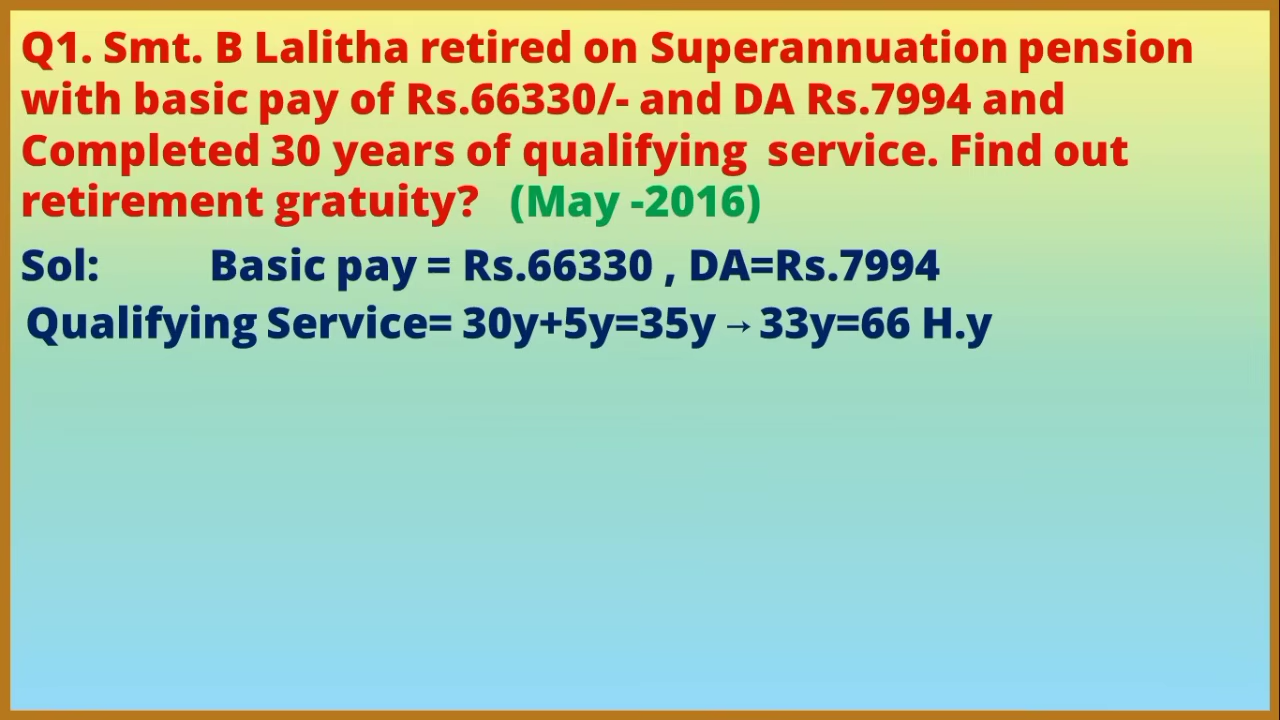 Q1. Smt. B Lalitha retired on Superannuation pension
with basic pay of Rs.66330/- and DA Rs.7994 and
Completed 30 years of qualifying service. Find out
retirement gratuity? (May -2016)
Sol: Basic pay = Rs.66330 , DA=Rs.7994
Qualifying Service= 30y+5y=35y → 33y=66 H.y